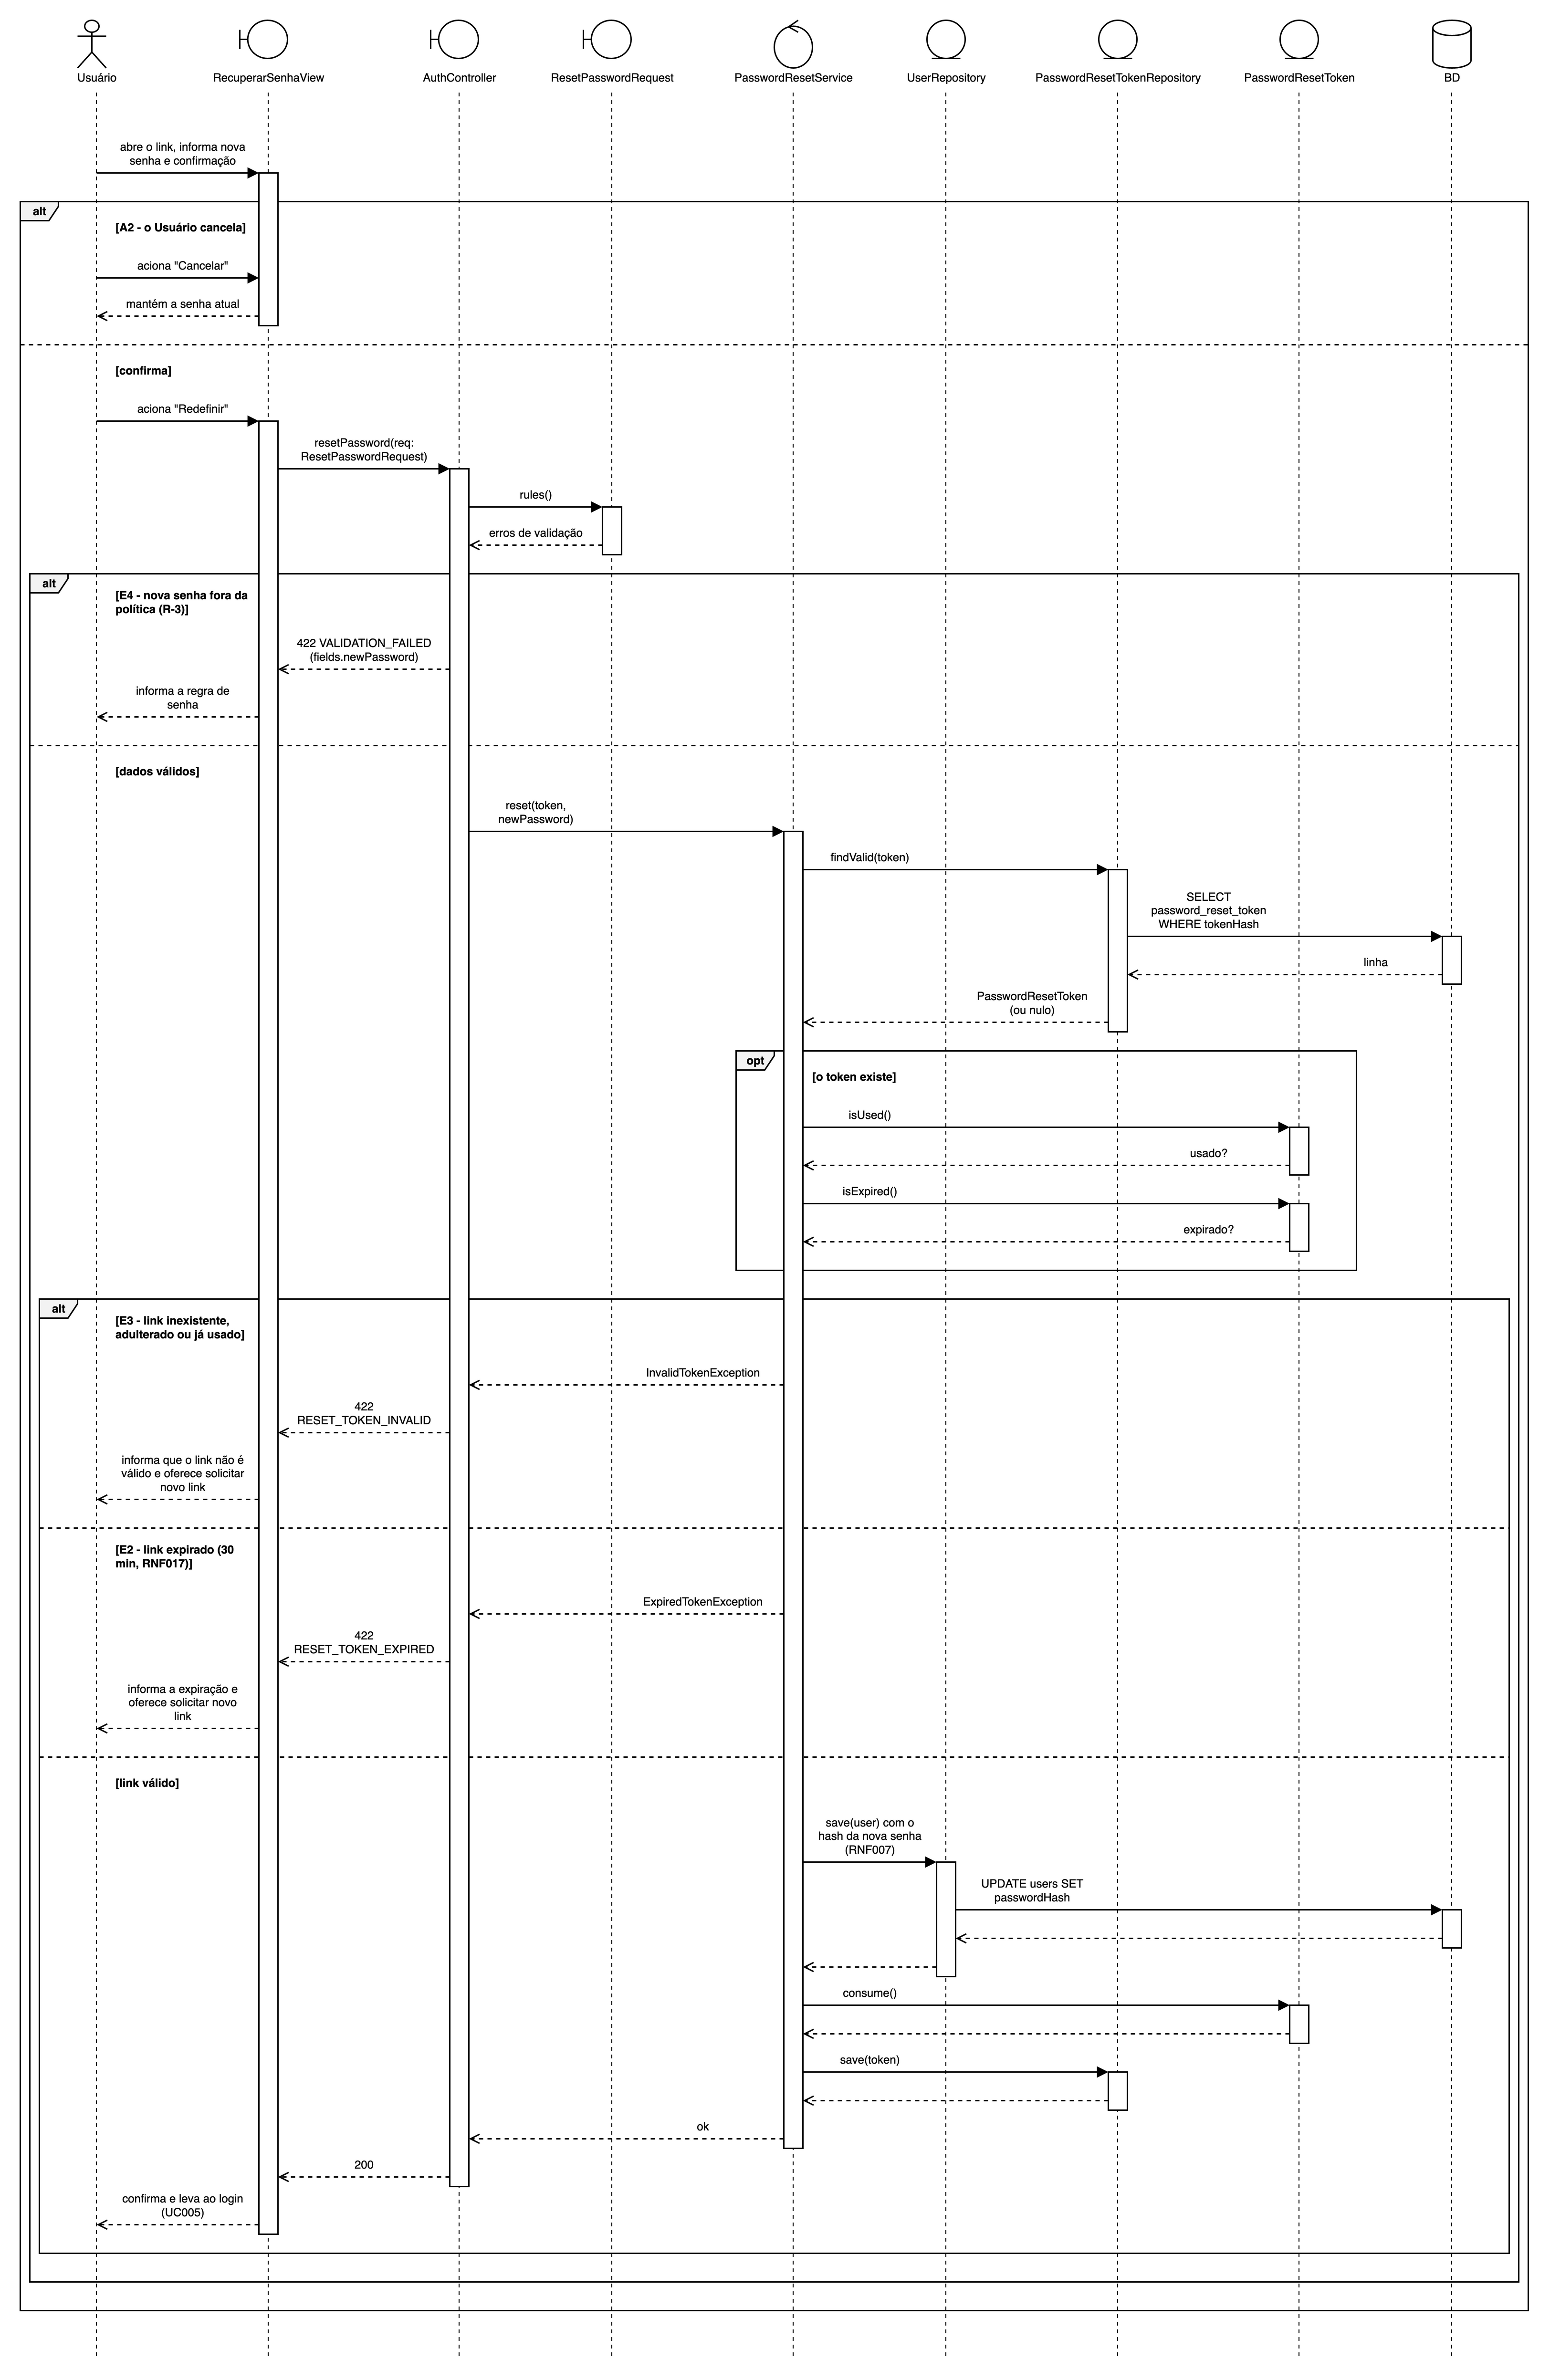 Usuário
RecuperarSenhaView
AuthController
ResetPasswordRequest
PasswordResetService
UserRepository
PasswordResetTokenRepository
PasswordResetToken
BD
abre o link, informa nova
senha e confirmação
alt
[A2 - o Usuário cancela]
aciona "Cancelar"
mantém a senha atual
[confirma]
aciona "Redefinir"
resetPassword(req:
ResetPasswordRequest)
rules()
erros de validação
alt
[E4 - nova senha fora da
política (R-3)]
422 VALIDATION_FAILED
(fields.newPassword)
informa a regra de
senha
[dados válidos]
reset(token,
newPassword)
findValid(token)
SELECT
password_reset_token
WHERE tokenHash
linha
PasswordResetToken
(ou nulo)
opt
[o token existe]
isUsed()
usado?
isExpired()
expirado?
alt
[E3 - link inexistente,
adulterado ou já usado]
InvalidTokenException
422
RESET_TOKEN_INVALID
informa que o link não é
válido e oferece solicitar
novo link
[E2 - link expirado (30
min, RNF017)]
ExpiredTokenException
422
RESET_TOKEN_EXPIRED
informa a expiração e
oferece solicitar novo
link
[link válido]
save(user) com o
hash da nova senha
(RNF007)
UPDATE users SET
passwordHash
consume()
save(token)
ok
200
confirma e leva ao login
(UC005)